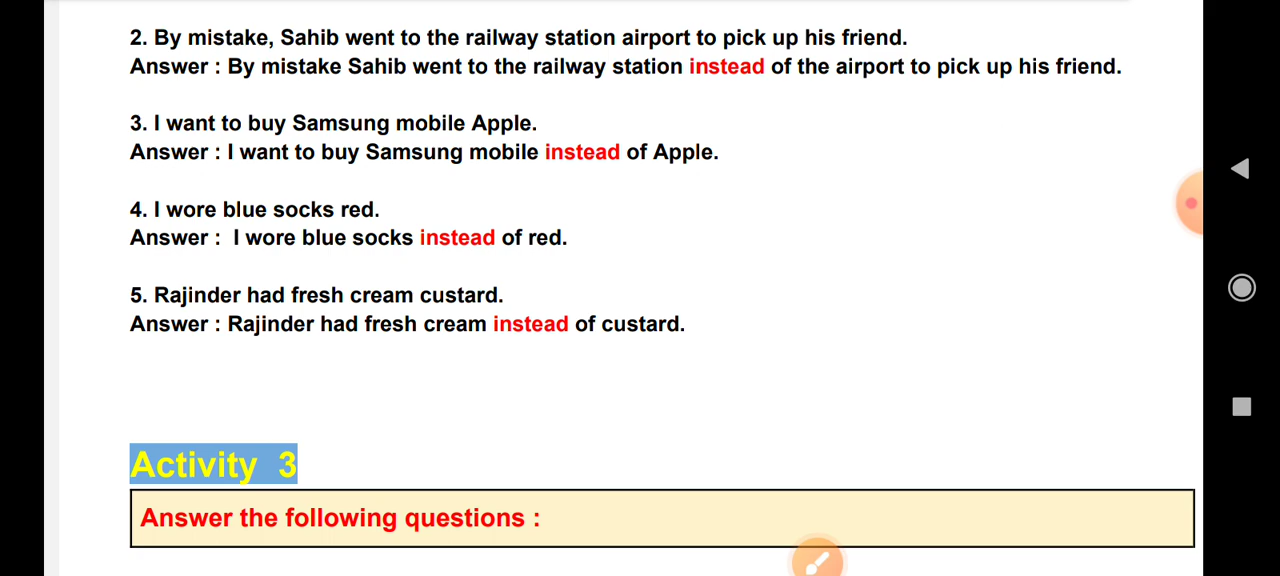 2. By mistake, Sahib went to the railway station airport to pick up his friend.
Answer : By mistake Sahib went to the railway station instead of the airport to pick up his friend.
3. I want to buy Samsung mobile Apple.
Answer : I want to buy Samsung mobile instead of Apple.
4. I wore blue socks red.
Answer :  I wore blue socks instead of red.
5. Rajinder had fresh cream custard.
Answer : Rajinder had fresh cream instead of custard.
Activity  3
Answer the following questions :